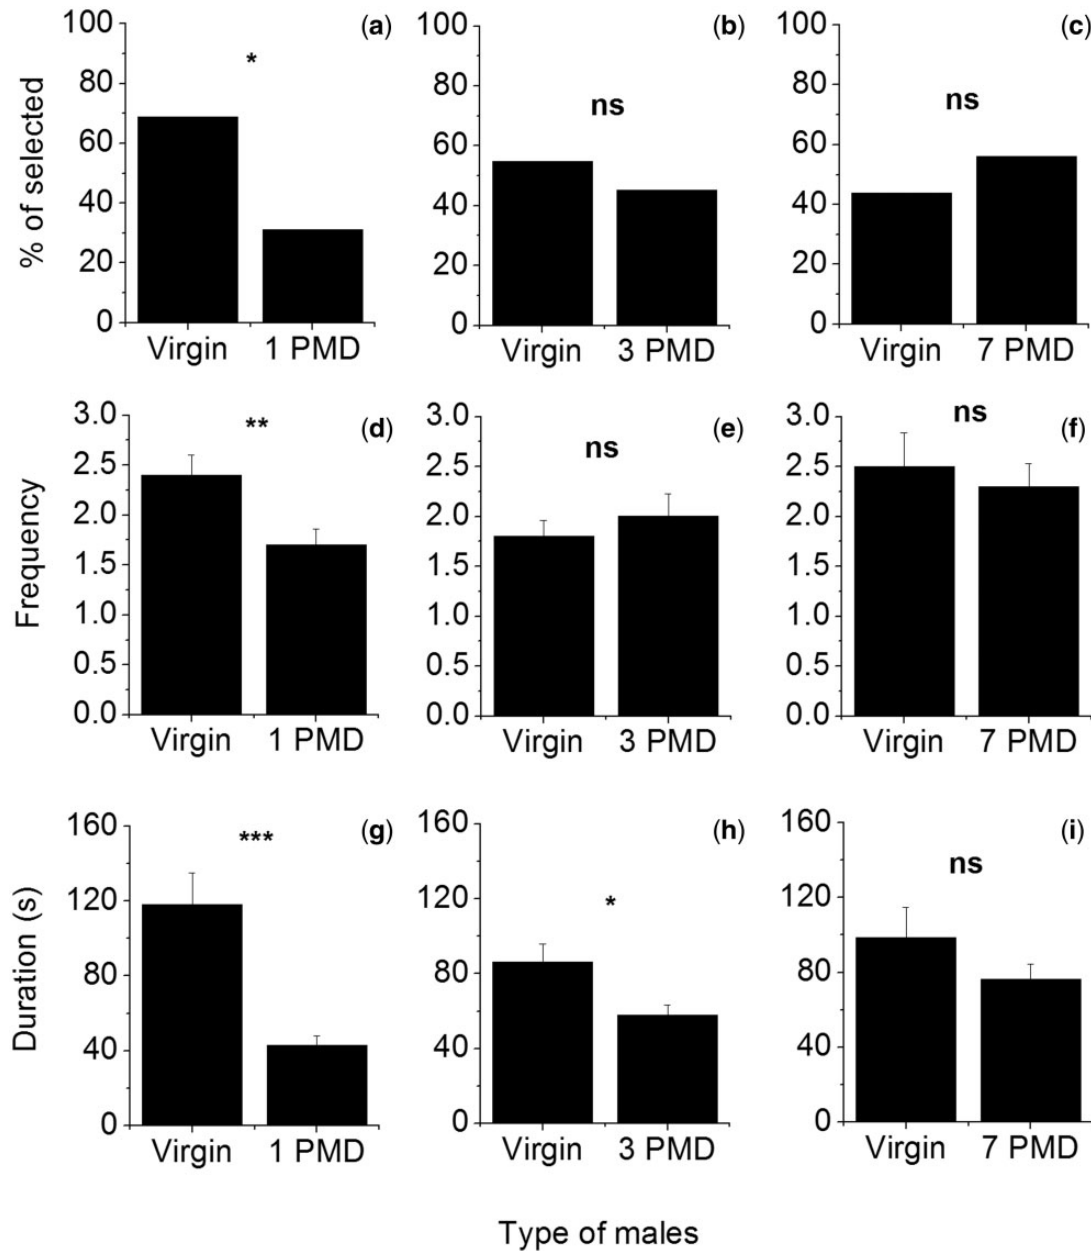 % of selected
100
80
60
40
20
0
(a)
*
Virgin 1 PMD
100
80
60
40
20
0
(b)
ns
Virgin 3 PMD
100
80
60
40
20
0
(c)
ns
Virgin 7 PMD
Frequency
3.0
2.5
2.0
1.5
1.0
0.5
0.0
(d)
**
Virgin 1 PMD
3.0
2.5
2.0
1.5
1.0
0.5
0.0
(e)
ns
Virgin 3 PMD
3.0
2.5
2.0
1.5
1.0
0.5
0.0
(f)
ns
Virgin 7 PMD
Duration (s)
160
120
80
40
0
(g)
***
Virgin 1 PMD
160
120
80
40
0
(h)
*
Virgin 3 PMD
160
120
80
40
0
(i)
ns
Virgin 7 PMD
Type of males